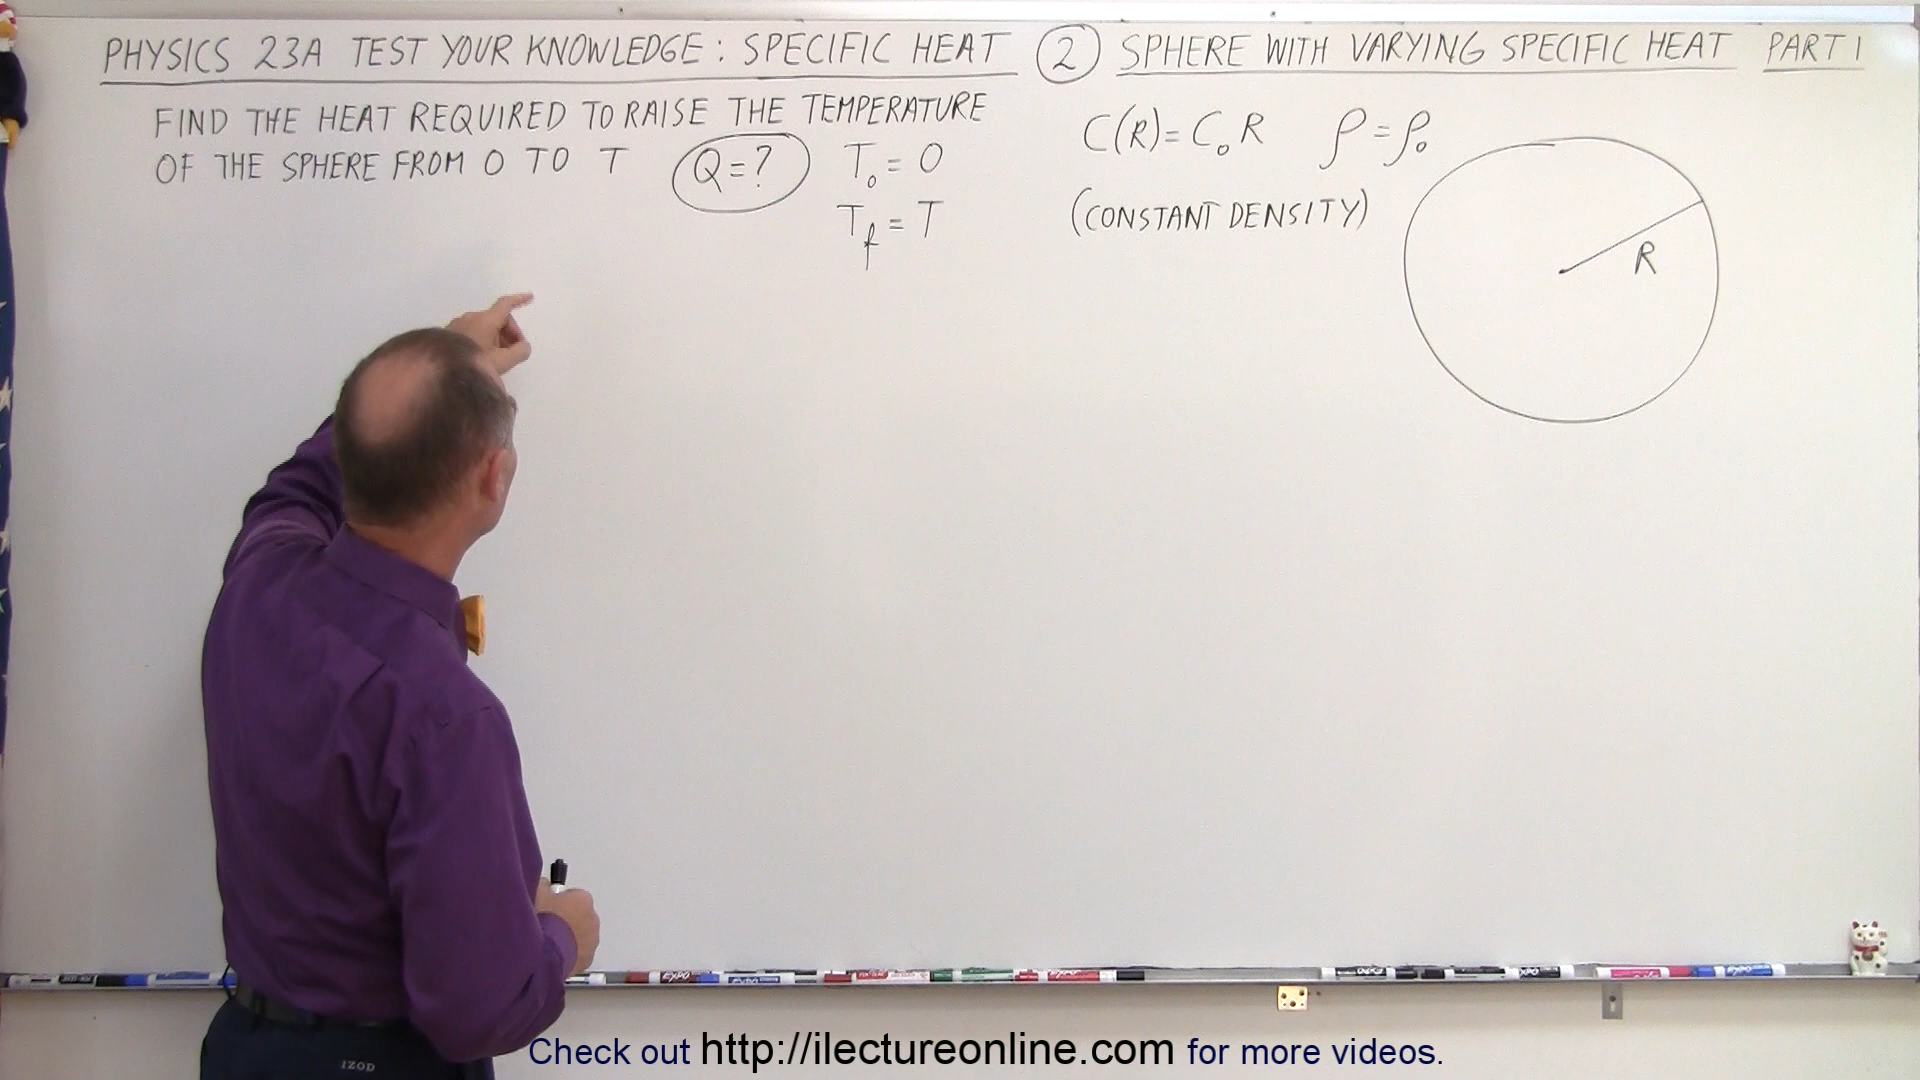 PHYSICS 23A TEST YOUR KNOWLEDGE: SPECIFIC HEAT ② SPHERE WITH VARYING SPECIFIC HEAT PART 1
FIND THE HEAT REQUIRED TO RAISE THE TEMPERATURE
OF THE SPHERE FROM 0 TO T
Q=?
T₀ = 0
T_f = T
C(R)=C₀R ρ=ρ₀
(CONSTANT DENSITY)
R
EXPO
IZOD
Check out http://ilectureonline.com for more videos.